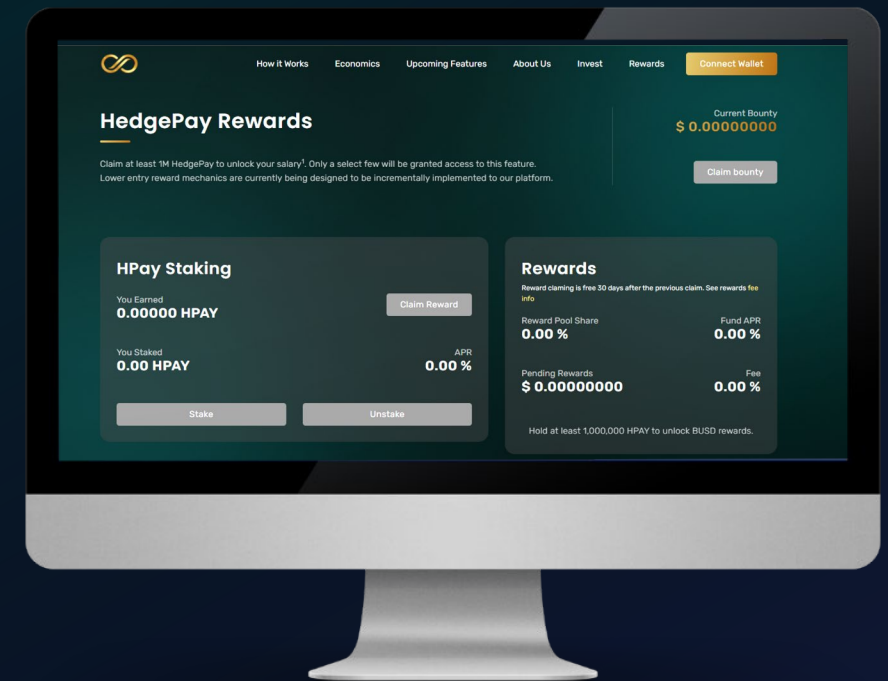 How it Works Economics Upcoming Features About Us Invest Rewards Connect Wallet
HedgePay Rewards
Claim at least 1M HedgePay to unlock your salary¹. Only a select few will be granted access to this feature.
Lower entry reward mechanics are currently being designed to be incrementally implemented to our platform.
Current Bounty
$ 0.00000000
Claim bounty
HPay Staking
You Earned
0.00000 HPAY
Claim Reward
You Staked
0.00 HPAY
APR
0.00 %
Stake
Unstake
Rewards
Reward claming is free 30 days after the previous claim. See rewards fee
info
Reward Pool Share
0.00 %
Fund APR
0.00 %
Pending Rewards
$ 0.00000000
Fee
0.00 %
Hold at least 1,000,000 HPAY to unlock BUSD rewards.